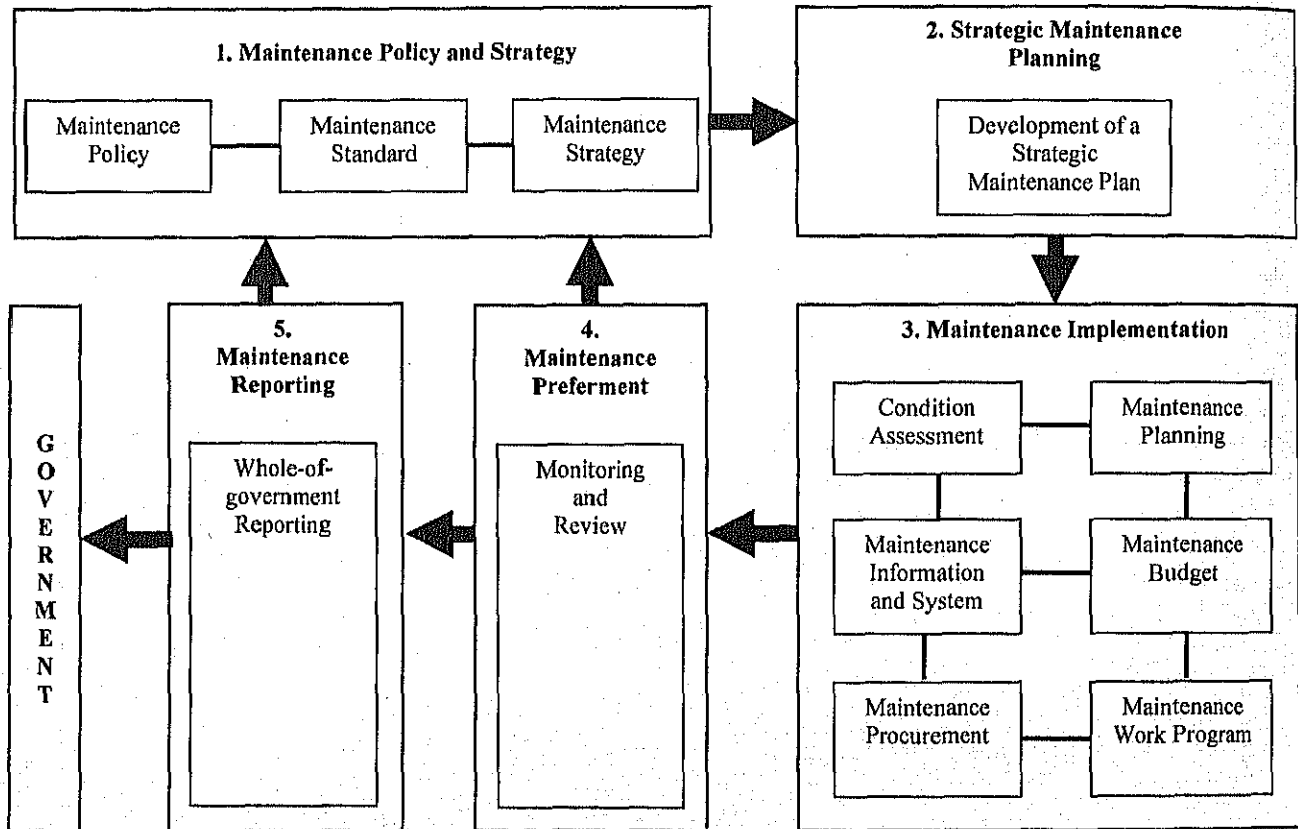 1. Maintenance Policy and Strategy
Maintenance
Policy
Maintenance
Standard
Maintenance
Strategy
2. Strategic Maintenance
Planning
Development of a
Strategic
Maintenance Plan
3. Maintenance Implementation
Condition
Assessment
Maintenance
Planning
Maintenance
Information
and System
Maintenance
Budget
Maintenance
Procurement
Maintenance
Work Program
4.
Maintenance
Preferment
Monitoring
and
Review
5.
Maintenance
Reporting
Whole-of-
government
Reporting
G
O
V
E
R
N
M
E
N
T